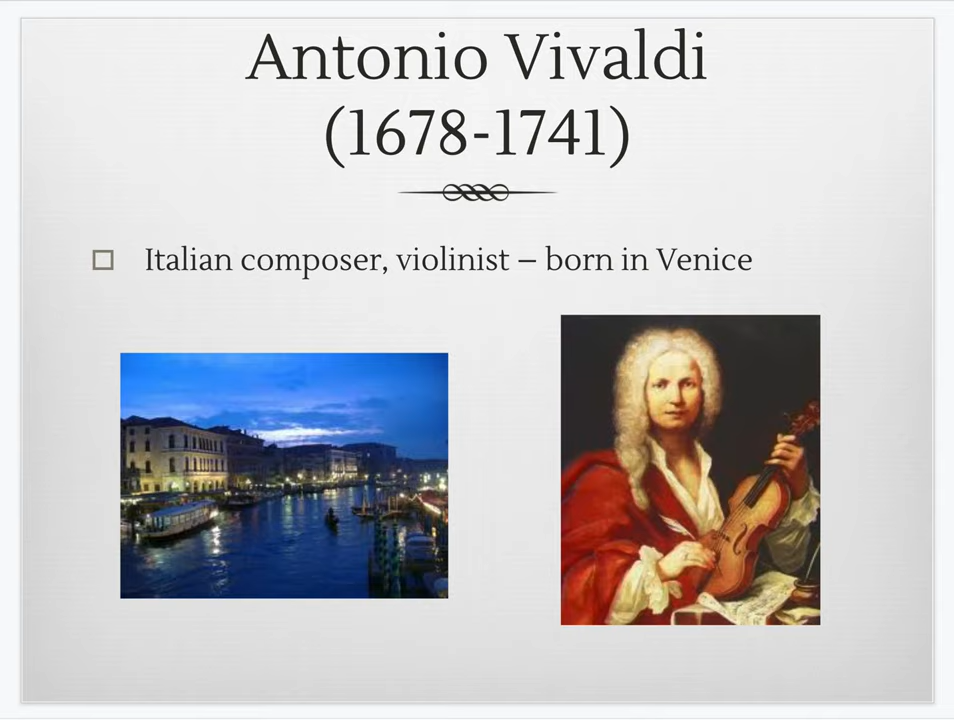 Antonio Vivaldi
(1678-1741)
Italian composer, violinist – born in Venice